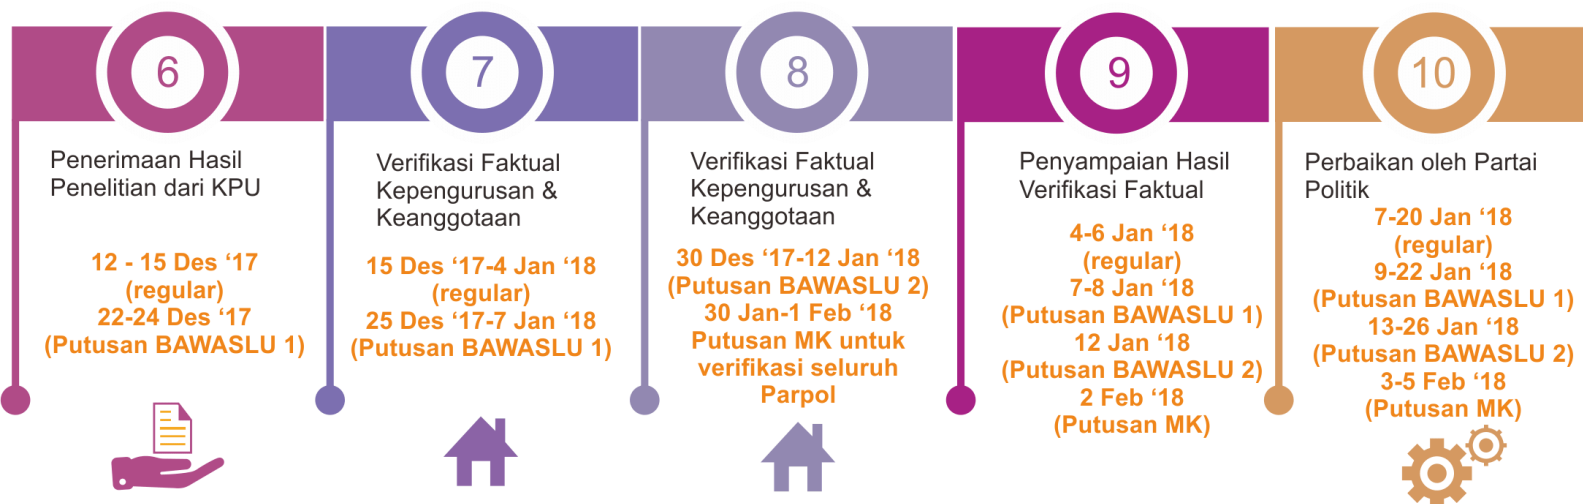 6
Penerimaan Hasil
Penelitian dari KPU
12 - 15 Des ‘17
(regular)
22-24 Des ‘17
(Putusan BAWASLU 1)
7
Verifikasi Faktual
Kepengurusan &
Keanggotaan
15 Des ‘17-4 Jan ‘18
(regular)
25 Des ‘17-7 Jan ‘18
(Putusan BAWASLU 1)
8
Verifikasi Faktual
Kepengurusan &
Keanggotaan
30 Des ‘17-12 Jan ‘18
(Putusan BAWASLU 2)
30 Jan-1 Feb ‘18
Putusan MK untuk
verifikasi seluruh
Parpol
9
Penyampaian Hasil
Verifikasi Faktual
4-6 Jan ‘18
(regular)
7-8 Jan ‘18
(Putusan BAWASLU 1)
12 Jan ‘18
(Putusan BAWASLU 2)
2 Feb ‘18
(Putusan MK)
10
Perbaikan oleh Partai
Politik
7-20 Jan ‘18
(regular)
9-22 Jan ‘18
(Putusan BAWASLU 1)
13-26 Jan ‘18
(Putusan BAWASLU 2)
3-5 Feb ‘18
(Putusan MK)